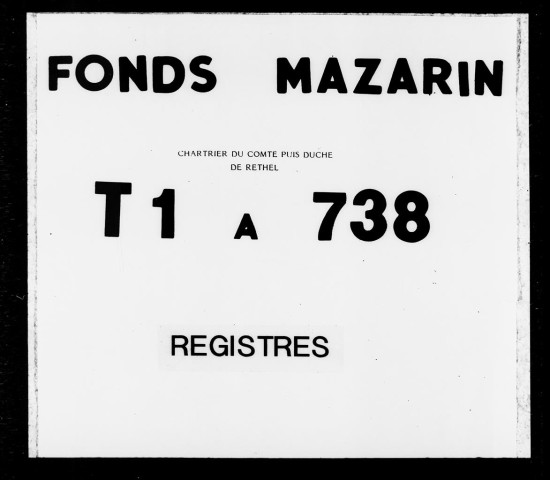 FONDS MAZARIN
CHARTRIER DU COMTE PUIS DUCHE
DE RETHEL
T1 A 738
REGISTRES